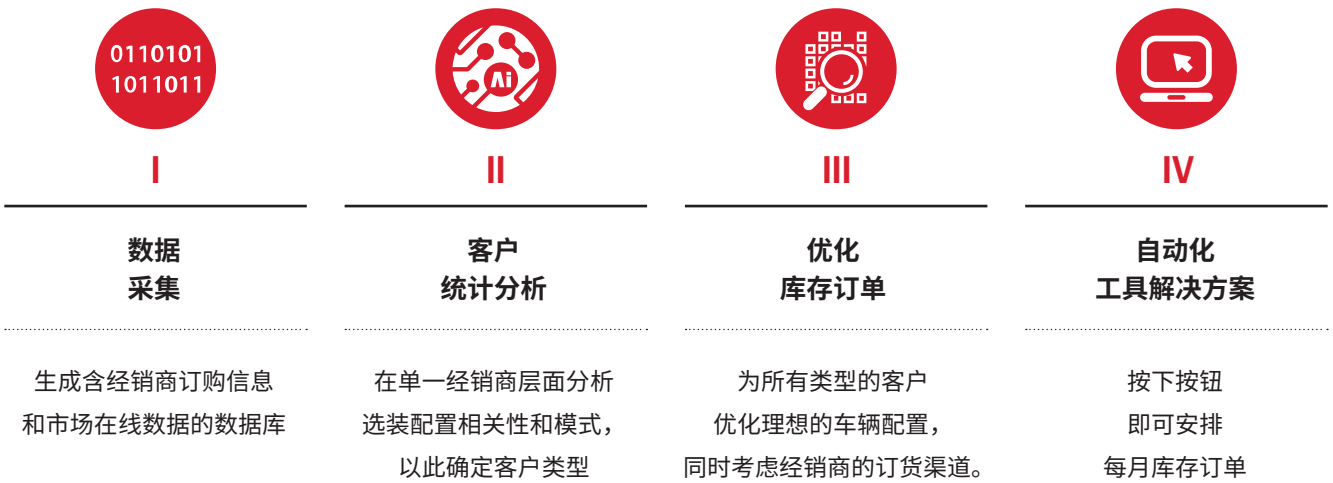 0110101
1011011
Ai
I
II
III
IV
数据
采集
客户
统计分析
优化
库存订单
自动化
工具解决方案
生成含经销商订购信息
和市场在线数据的数据库
在单一经销商层面分析
选装配置相关性和模式，
以此确定客户类型
为所有类型的客户
优化理想的车辆配置，
同时考虑经销商的订货渠道。
按下按钮
即可安排
每月库存订单